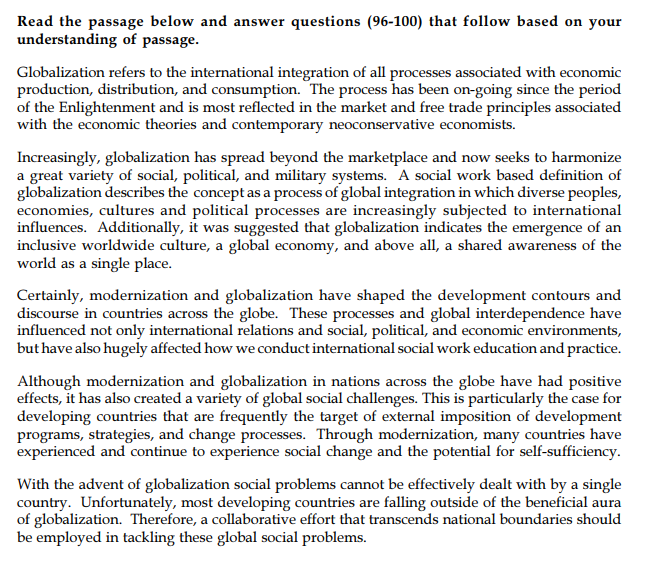 Read the passage below and answer questions (96-100) that follow based on your
understanding of passage.
Globalization refers to the international integration of all processes associated with economic
production, distribution, and consumption. The process has been on-going since the period
of the Enlightenment and is most reflected in the market and free trade principles associated
with the economic theories and contemporary neoconservative economists.
Increasingly, globalization has spread beyond the marketplace and now seeks to harmonize
a great variety of social, political, and military systems. A social work based definition of
globalization describes the concept as a process of global integration in which diverse peoples,
economies, cultures and political processes are increasingly subjected to international
influences. Additionally, it was suggested that globalization indicates the emergence of an
inclusive worldwide culture, a global economy, and above all, a shared awareness of the
world as a single place.
Certainly, modernization and globalization have shaped the development contours and
discourse in countries across the globe. These processes and global interdependence have
influenced not only international relations and social, political, and economic environments,
but have also hugely affected how we conduct international social work education and practice.
Although modernization and globalization in nations across the globe have had positive
effects, it has also created a variety of global social challenges. This is particularly the case for
developing countries that are frequently the target of external imposition of development
programs, strategies, and change processes. Through modernization, many countries have
experienced and continue to experience social change and the potential for self-sufficiency.
With the advent of globalization social problems cannot be effectively dealt with by a single
country. Unfortunately, most developing countries are falling outside of the beneficial aura
of globalization. Therefore, a collaborative effort that transcends national boundaries should
be employed in tackling these global social problems.